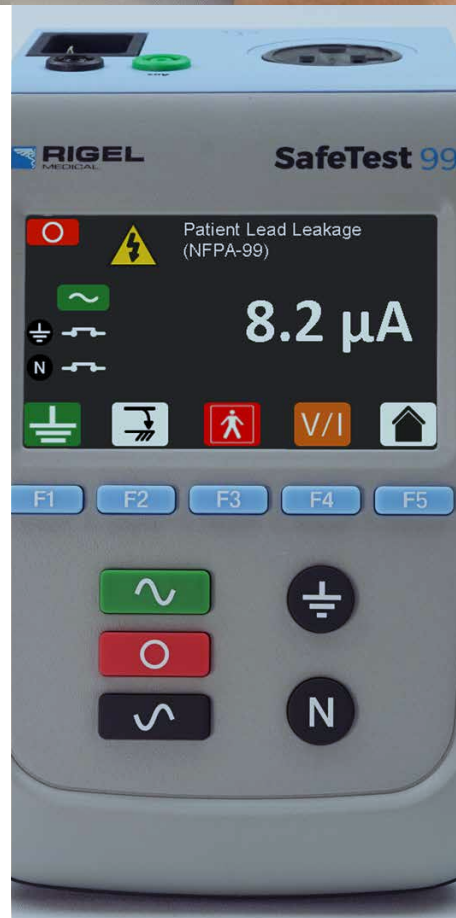 RIGEL
MEDICAL
SafeTest 99
Patient Lead Leakage
(NFPA-99)
8.2 µA
N
V/I
F1 F2 F3 F4 F5
N